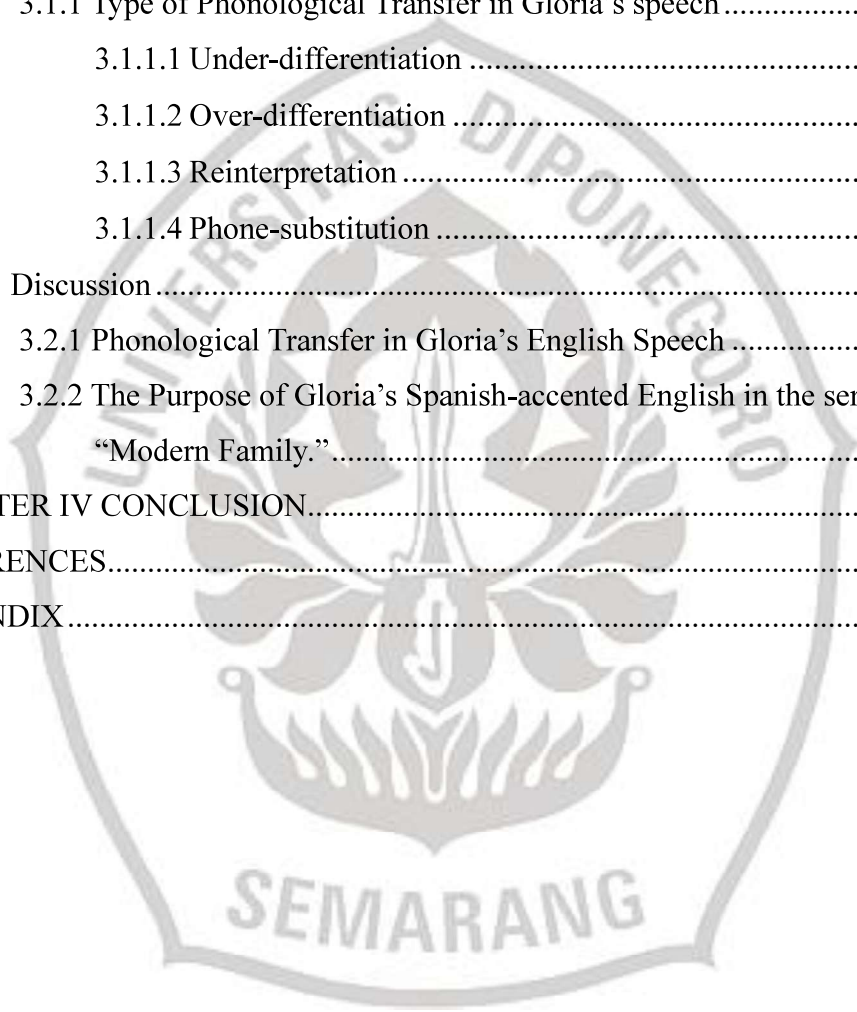 3.1.1 Type of Phonological Transfer in Gloria's speech....................
3.1.1.1 Under-differentiation ..................................................
3.1.1.2 Over-differentiation ....................................................
3.1.1.3 Reinterpretation ...........................................................
3.1.1.4 Phone-substitution .......................................................
Discussion.........................................................................................
3.2.1 Phonological Transfer in Gloria’s English Speech ..................
3.2.2 The Purpose of Gloria’s Spanish-accented English in the ser
“Modern Family.”....................................................................
TER IV CONCLUSION.....................................................................
RENCES...........................................................................................
NDIX.................................................................................................
UNIVERSITAS DIPONEGORO
SEMARANG